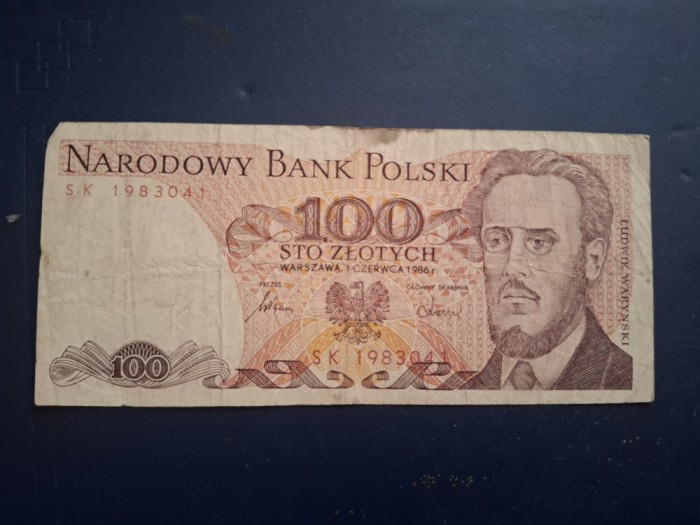 NARODOWY BANK POLSKI
SK 1983041
100
STO ZŁOTYCH
WARSZAWA, 1 CZERWCA 1986 r.
PREZES
GŁÓWNY SKARBNIK
SK 1983041
100
LUDWIK WARYŃSKI